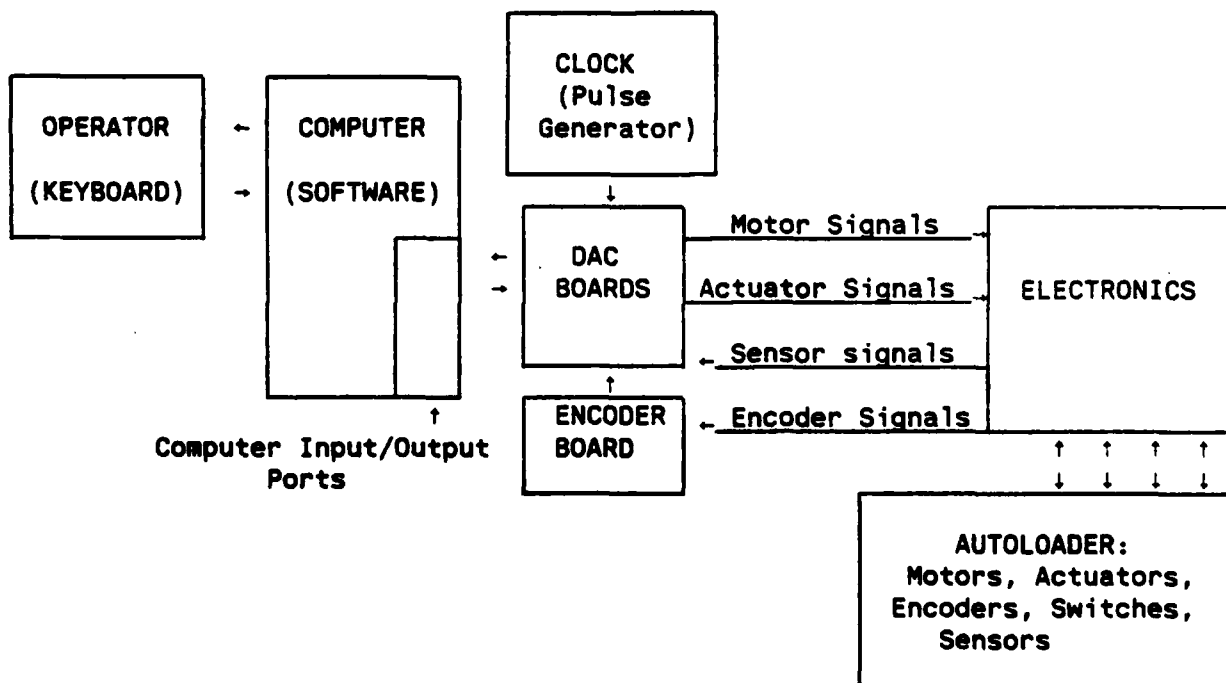 OPERATOR
(KEYBOARD)
COMPUTER
(SOFTWARE)
CLOCK
(Pulse
Generator)
DAC
BOARDS
Motor Signals
Actuator Signals
Sensor signals
Encoder Signals
ELECTRONICS
ENCODER
BOARD
Computer Input/Output
Ports
AUTOLOADER:
Motors, Actuators,
Encoders, Switches,
Sensors